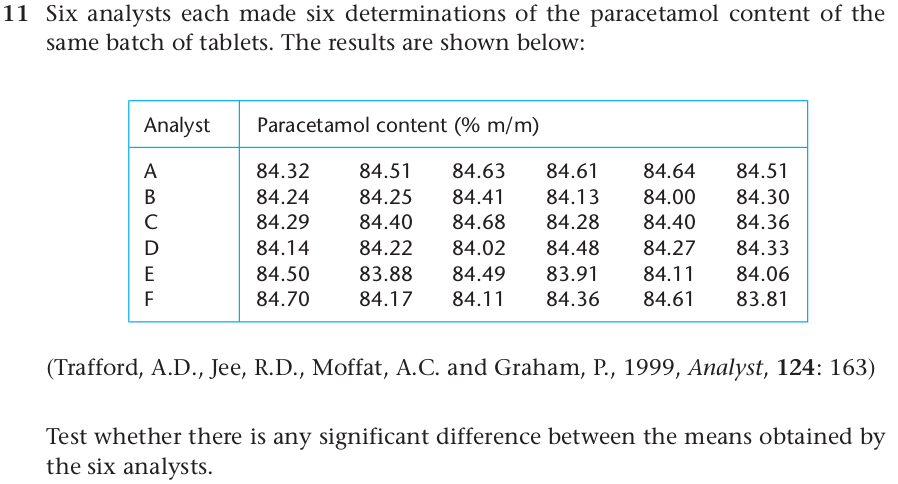 11 Six analysts each made six determinations of the paracetamol content of the
same batch of tablets. The results are shown below:
Analyst Paracetamol content (% m/m)
A 84.32 84.51 84.63 84.61 84.64 84.51
B 84.24 84.25 84.41 84.13 84.00 84.30
C 84.29 84.40 84.68 84.28 84.40 84.36
D 84.14 84.22 84.02 84.48 84.27 84.33
E 84.50 83.88 84.49 83.91 84.11 84.06
F 84.70 84.17 84.11 84.36 84.61 83.81
(Trafford, A.D., Jee, R.D., Moffat, A.C. and Graham, P., 1999, Analyst, 124: 163)
Test whether there is any significant difference between the means obtained by
the six analysts.